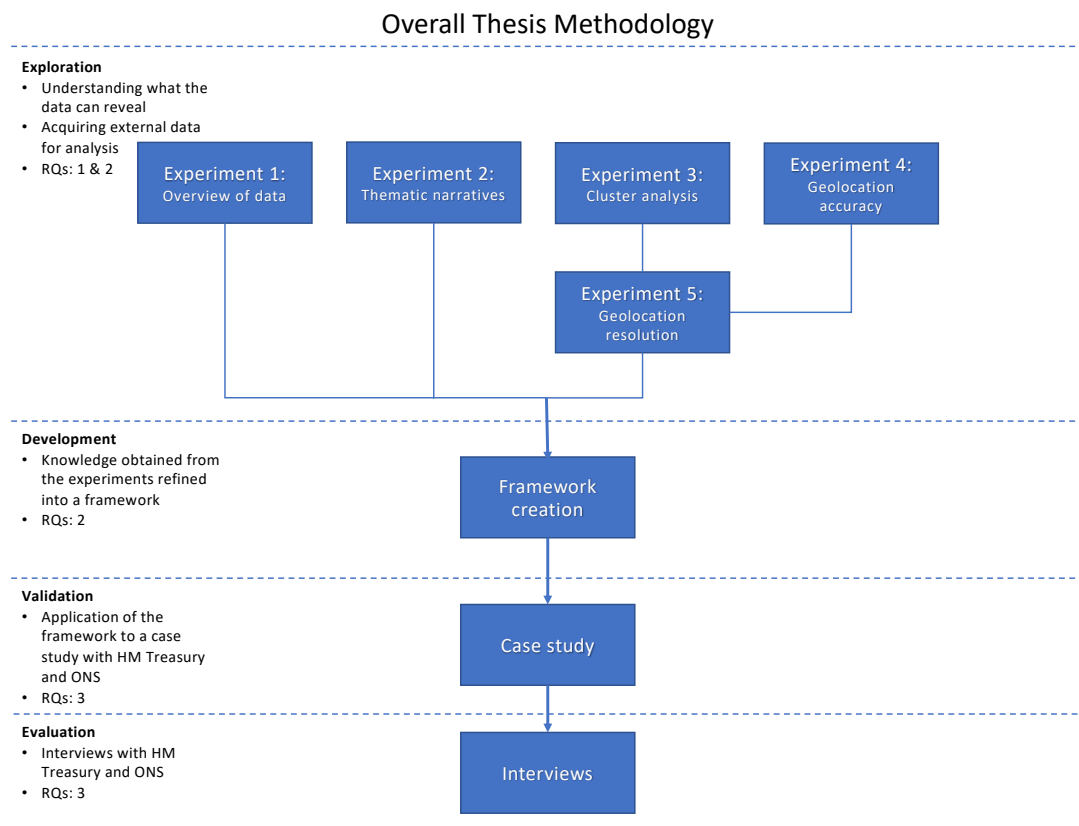 Overall Thesis Methodology
Exploration
• Understanding what the
data can reveal
• Acquiring external data
for analysis
• RQs: 1 & 2
Experiment 1:
Overview of data
Experiment 2:
Thematic narratives
Experiment 3:
Cluster analysis
Experiment 4:
Geolocation
accuracy
Experiment 5:
Geolocation
resolution
Development
• Knowledge obtained from
the experiments refined
into a framework
• RQs: 2
Framework
creation
Validation
• Application of the
framework to a case
study with HM Treasury
and ONS
• RQs: 3
Case study
Evaluation
• Interviews with HM
Treasury and ONS
• RQs: 3
Interviews